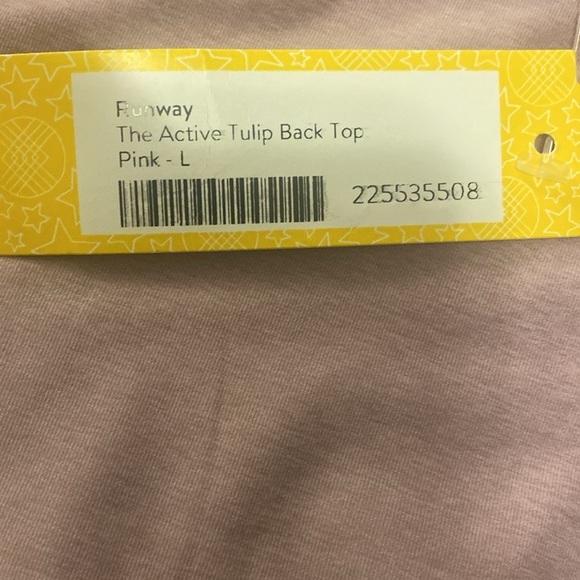 Runway
The Active Tulip Back Top
Pink - L
225535508